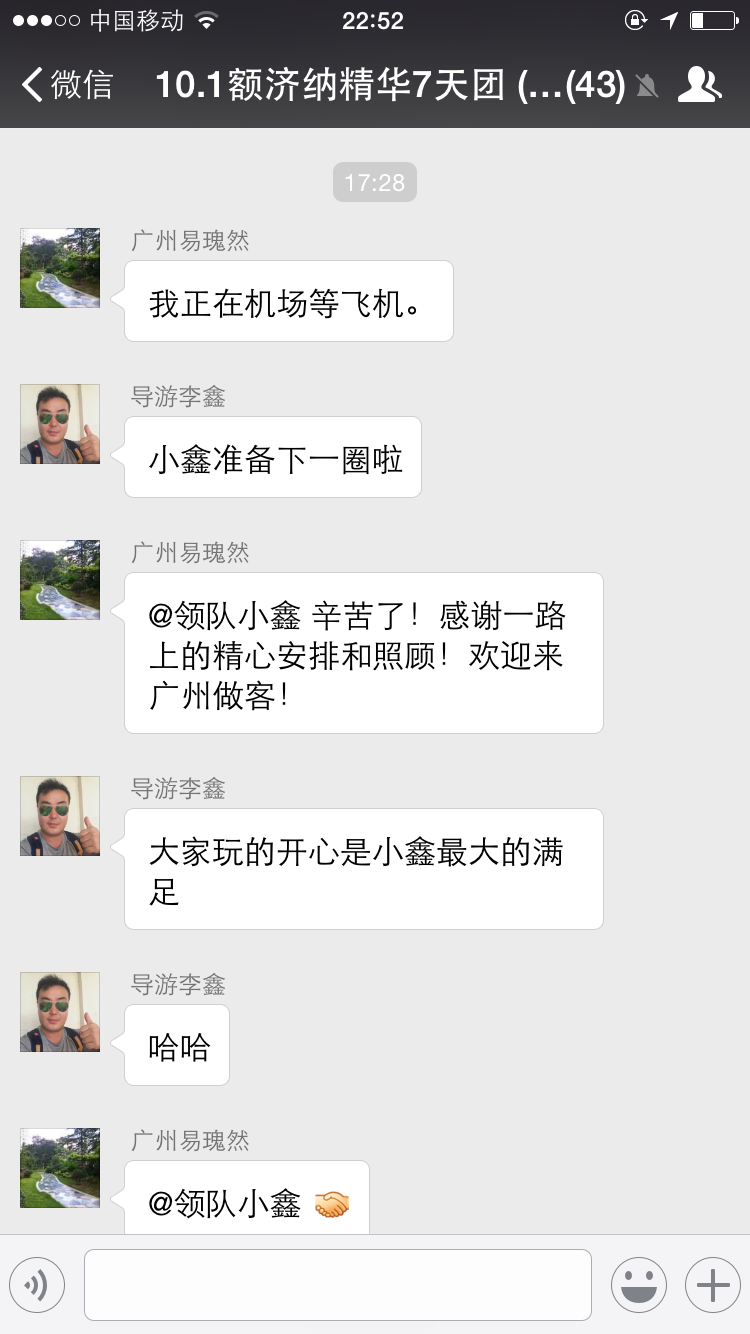 中国移动 22:52
微信 10.1额济纳精华7天团 (...(43)
17:28
广州易瑰然
我正在机场等飞机。
导游李鑫
小鑫准备下一圈啦
广州易瑰然
@领队小鑫 辛苦了！感谢一路
上的精心安排和照顾！欢迎来
广州做客！
导游李鑫
大家玩的开心是小鑫最大的满
足
导游李鑫
哈哈
广州易瑰然
@领队小鑫 🤝